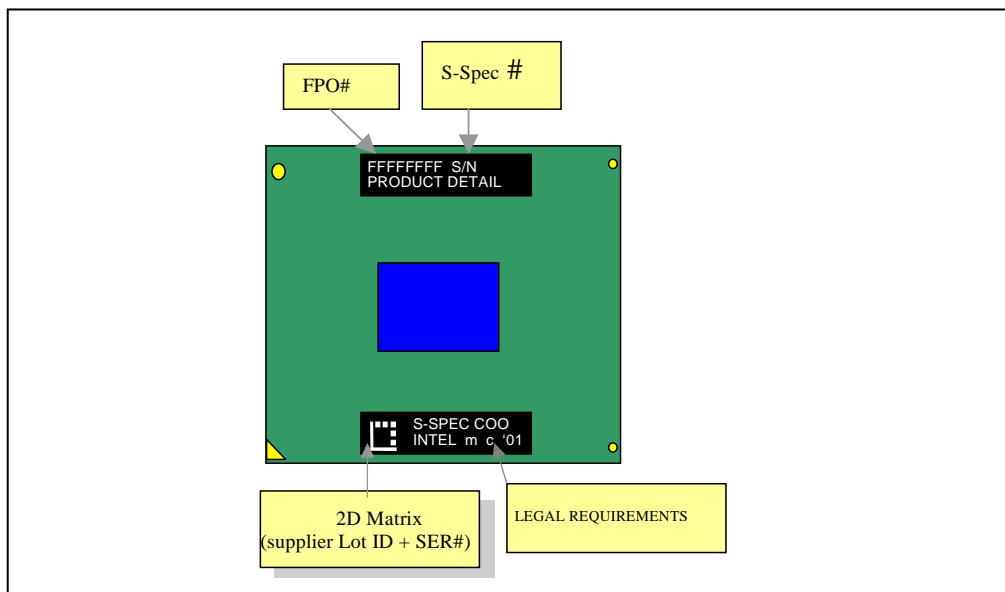 FPO#
S-Spec #
FFFFFFFF S/N
PRODUCT DETAIL
S-SPEC COO
INTEL m c '01
2D Matrix
(supplier Lot ID + SER#)
LEGAL REQUIREMENTS